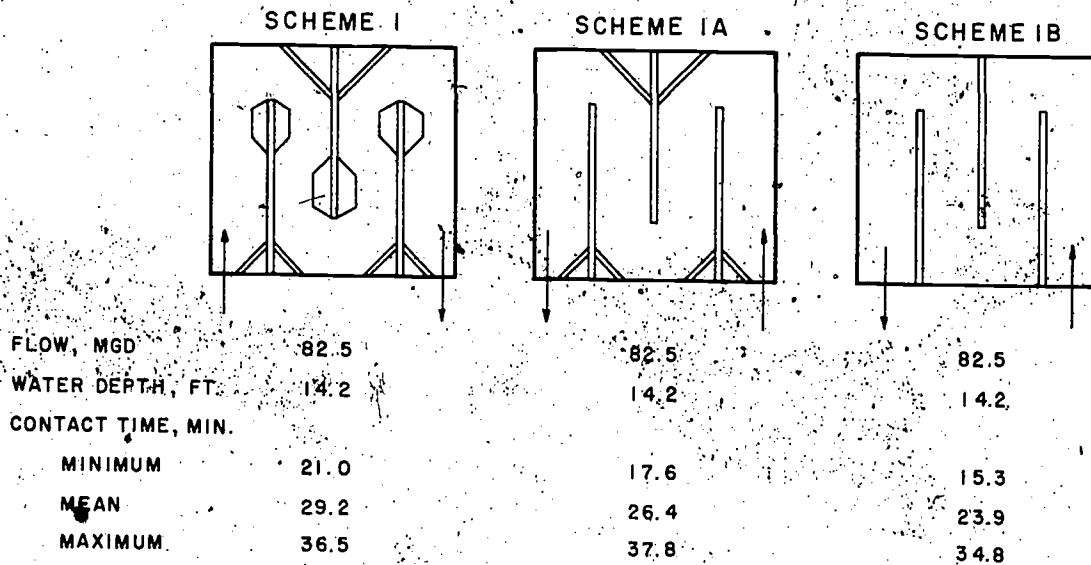 SCHEME I SCHEME IA SCHEME IB
FLOW, MGD 82.5 82.5 82.5
WATER DEPTH, FT. 14.2 14.2 14.2
CONTACT TIME, MIN.
MINIMUM 21.0 17.6 15.3
MEAN 29.2 26.4 23.9
MAXIMUM 36.5 37.8 34.8